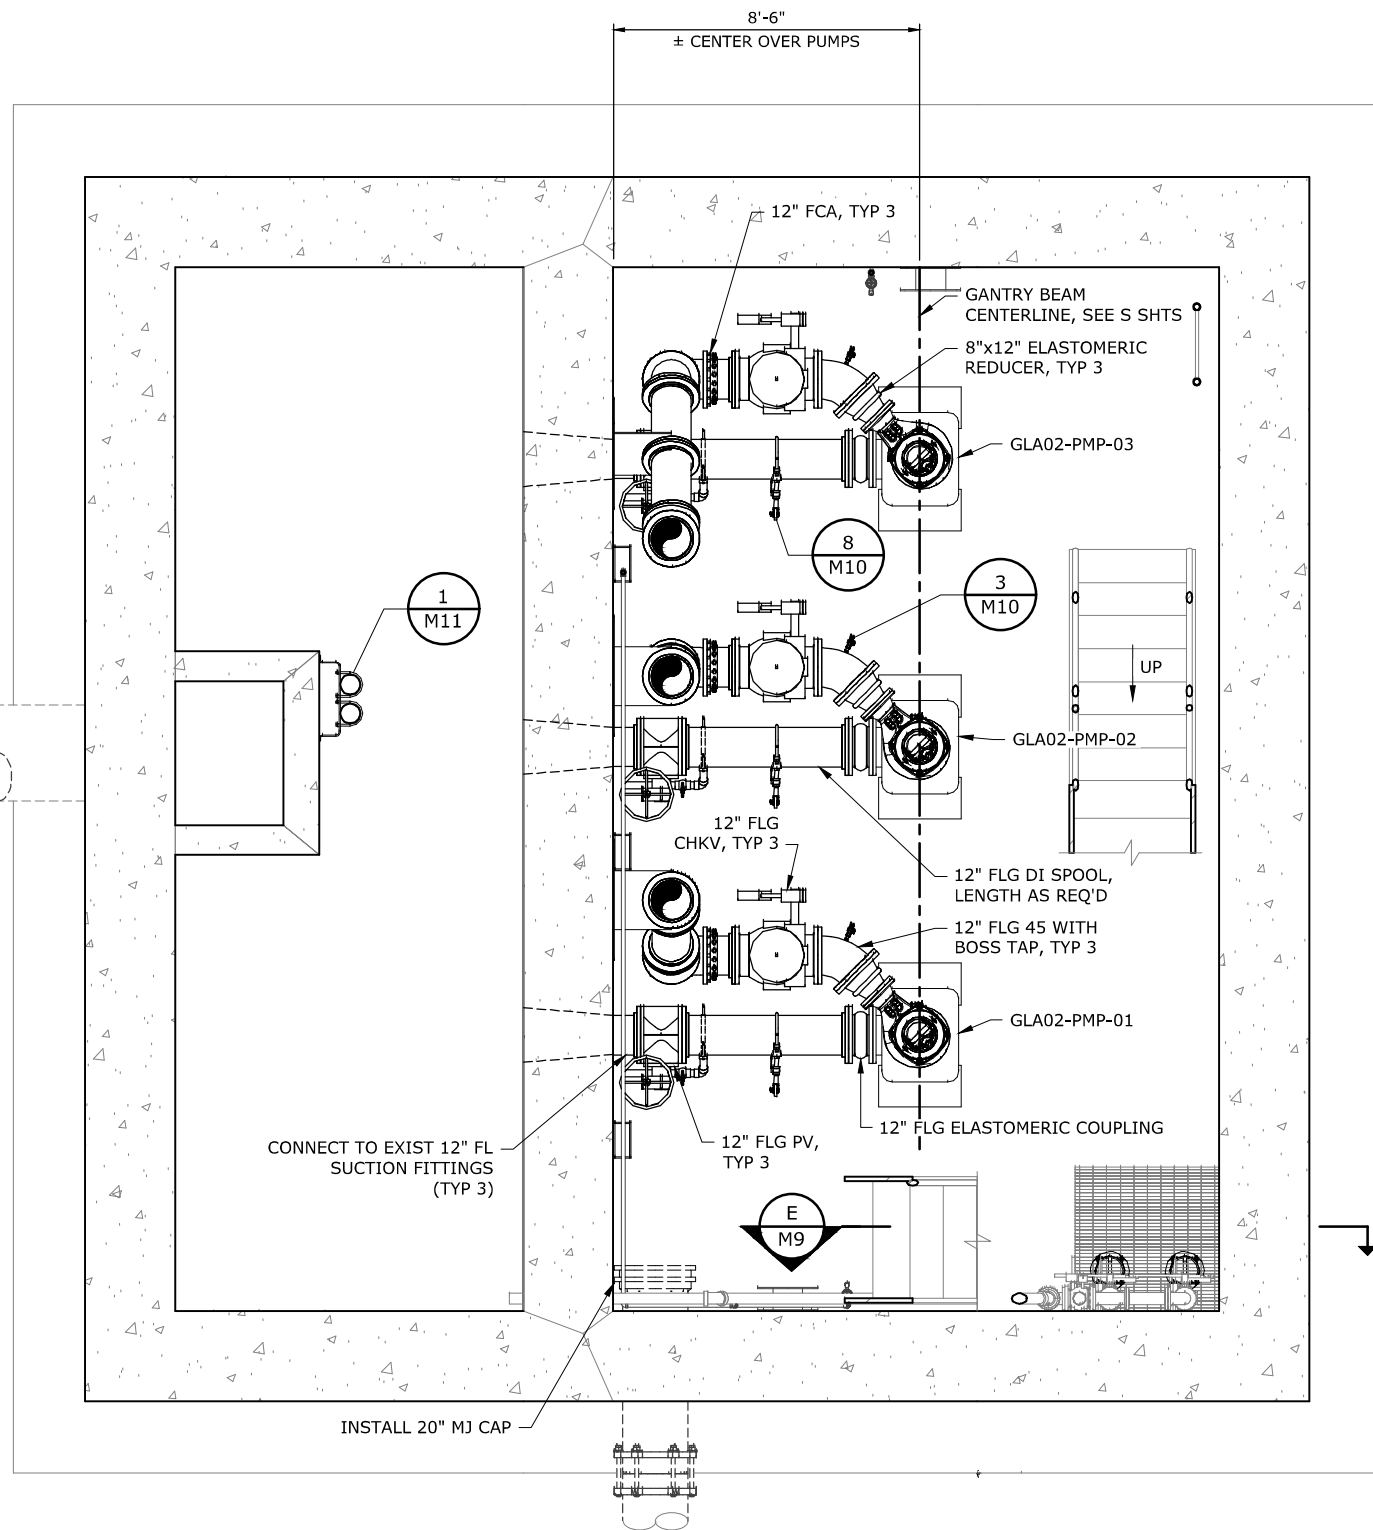 8'-6"
± CENTER OVER PUMPS
12" FCA, TYP 3
GANTRY BEAM
CENTERLINE, SEE S SHTS
8"x12" ELASTOMERIC
REDUCER, TYP 3
GLA02-PMP-03
8
M10
3
M10
1
M11
UP
GLA02-PMP-02
12" FLG
CHKV, TYP 3
12" FLG DI SPOOL,
LENGTH AS REQ'D
12" FLG 45 WITH
BOSS TAP, TYP 3
GLA02-PMP-01
12" FLG ELASTOMERIC COUPLING
CONNECT TO EXIST 12" FL
SUCTION FITTINGS
(TYP 3)
12" FLG PV,
TYP 3
E
M9
INSTALL 20" MJ CAP